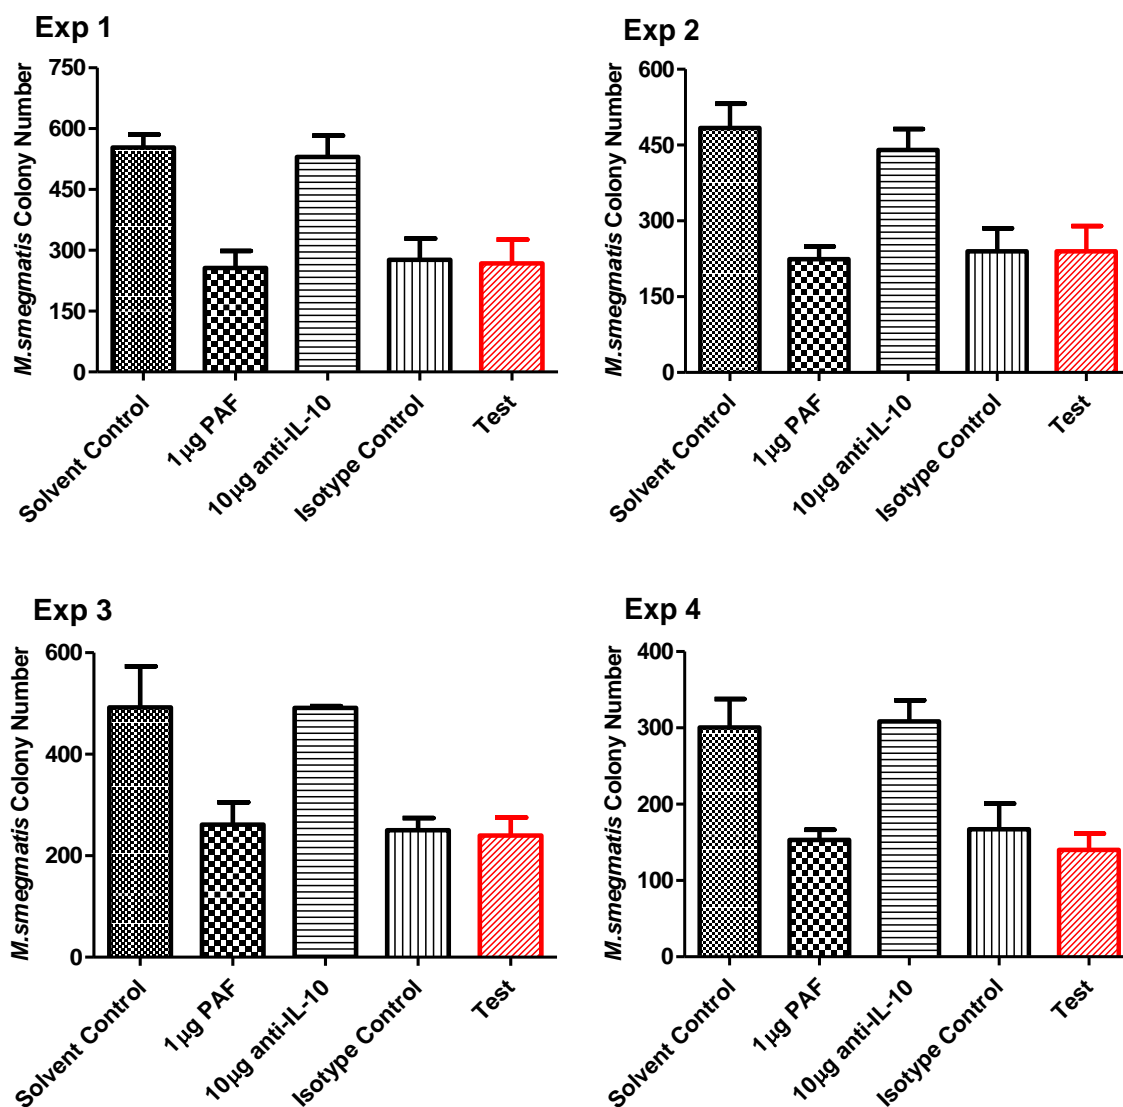 Exp 1
M.smegmatis Colony Number
750
600
450
300
150
0
Solvent Control
1µg PAF
10µg anti-IL-10
Isotype Control
Test
Exp 2
M.smegmatis Colony Number
600
450
300
150
0
Solvent Control
1µg PAF
10µg anti-IL-10
Isotype Control
Test
Exp 3
M.smegmatis Colony Number
600
400
200
0
Solvent Control
1µg PAF
10µg anti-IL-10
Isotype Control
Test
Exp 4
M.smegmatis Colony Number
400
300
200
100
0
Solvent Control
1µg PAF
10µg anti-IL-10
Isotype Control
Test